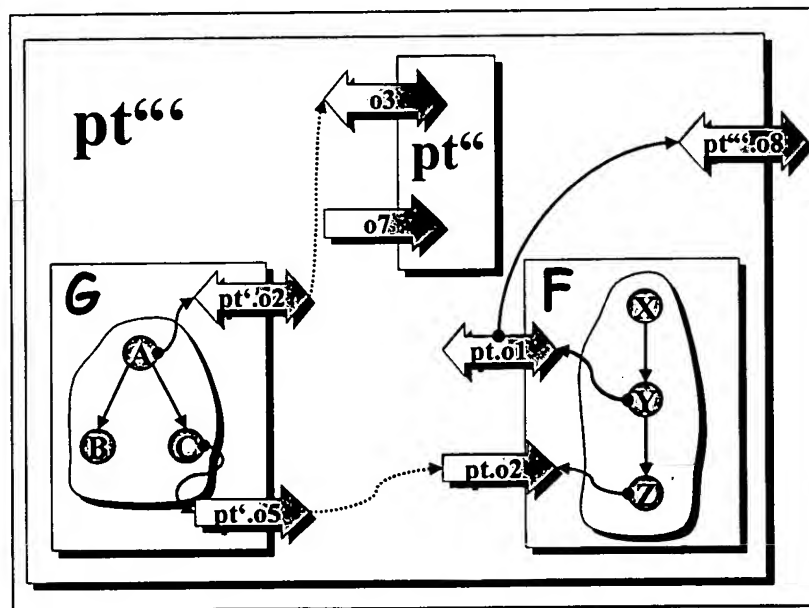 pt“‘
o3
pt“
pt“‘.o8
o7
G
pt‘.o2
F
X
A
pt.o1
Y
B
C
pt.o2
Z
pt‘.o5